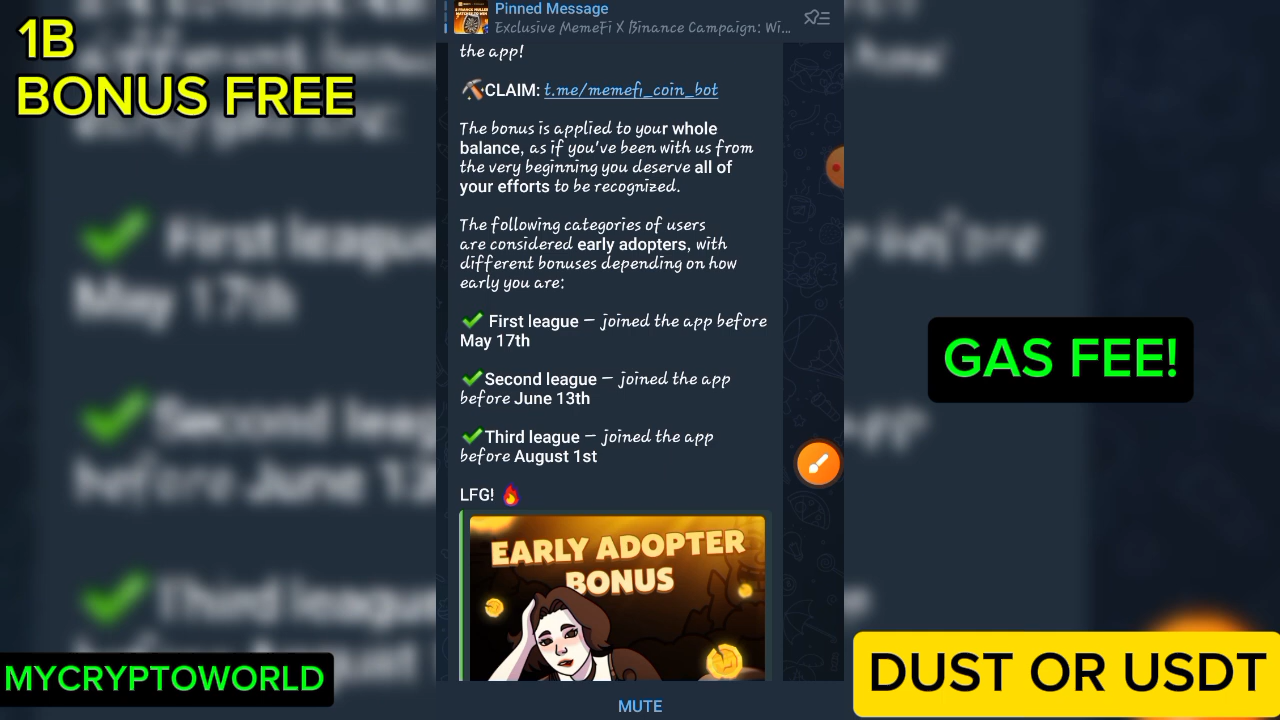 1B
BONUS FREE
Pinned Message
Exclusive MemeFi X Binance Campaign: Wi...
the app!
CLAIM: t.me/memefi_coin_bot
The bonus is applied to your whole
balance, as if you've been with us from
the very beginning you deserve all of
your efforts to be recognized.
The following categories of users
are considered early adopters, with
different bonuses depending on how
early you are:
First league – joined the app before
May 17th
Second league – joined the app
before June 13th
Third league – joined the app
before August 1st
LFG!
EARLY ADOPTER
BONUS
MUTE
GAS FEE!
MYCRYPTOWORLD
DUST OR USDT